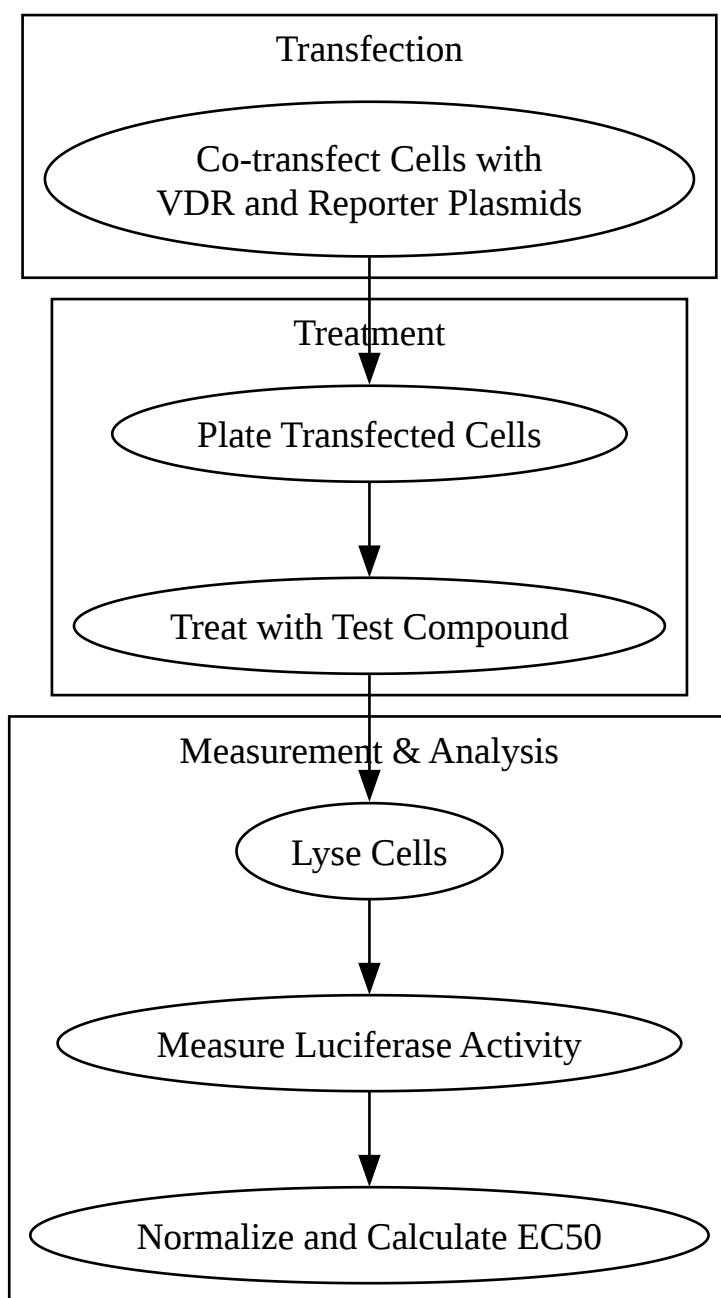 Transfection
Co-transfect Cells with
VDR and Reporter Plasmids
Treatment
Plate Transfected Cells
Treat with Test Compound
Measurement & Analysis
Lyse Cells
Measure Luciferase Activity
Normalize and Calculate EC50